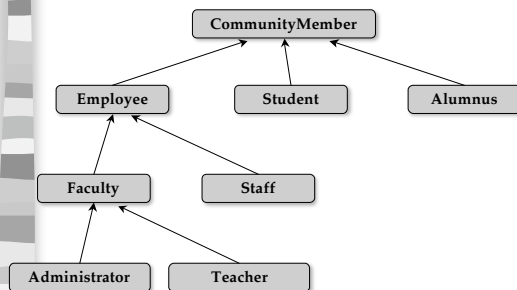 CommunityMember
Employee
Student
Alumnus
Faculty
Staff
Administrator
Teacher